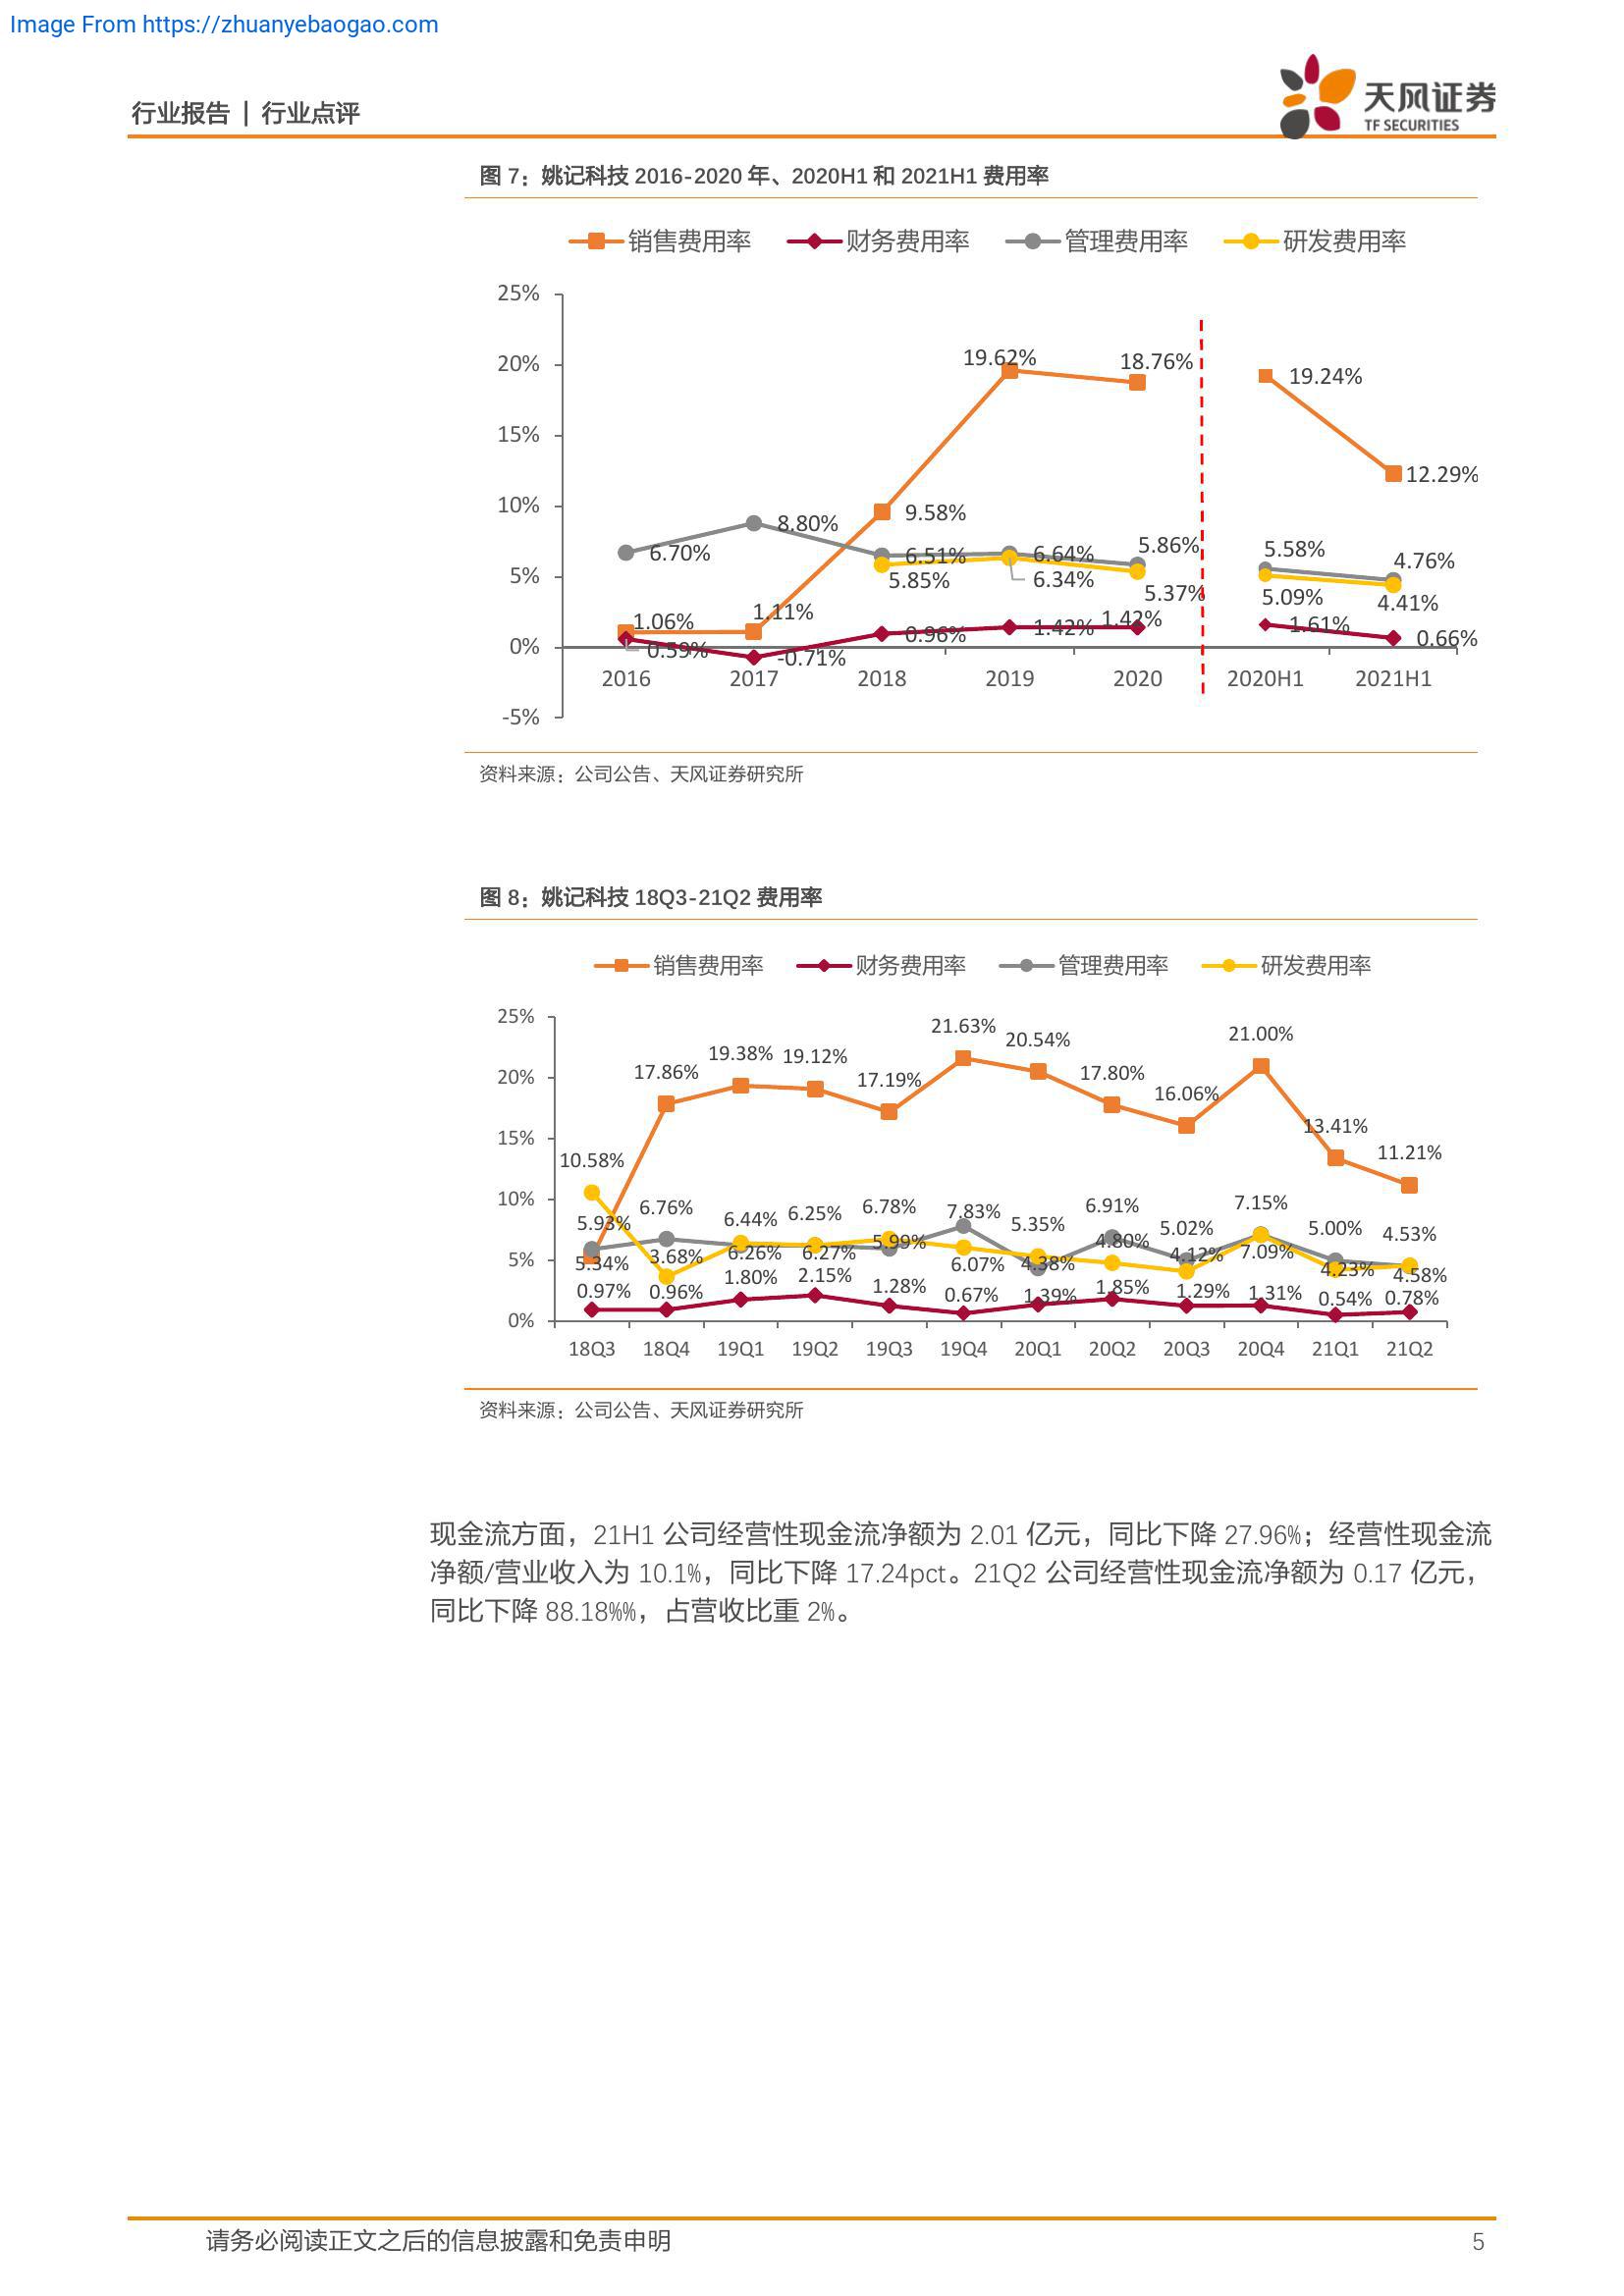 Image From https://zhuanyebaogao.com
行业报告 | 行业点评
天风证券
TF SECURITIES
图 7：姚记科技 2016-2020 年、2020H1 和 2021H1 费用率
销售费用率 财务费用率 管理费用率 研发费用率
25%
20%
15%
10%
5%
0%
-5%
19.62% 18.76% 19.24%
12.29%
6.70% 8.80% 9.58%
6.51% 6.64% 5.86% 5.58% 4.76%
5.85% 6.34% 5.37% 5.09% 4.41%
1.06% 1.11%
0.59% -0.71% 0.96% 1.42% 1.42% 1.61% 0.66%
2016 2017 2018 2019 2020 2020H1 2021H1
资料来源：公司公告、天风证券研究所
图 8：姚记科技 18Q3-21Q2 费用率
销售费用率 财务费用率 管理费用率 研发费用率
25%
20%
15%
10%
5%
0%
17.86% 19.38% 19.12% 17.19% 21.63% 20.54% 17.80% 16.06% 21.00% 13.41% 11.21%
10.58%
5.93% 6.76% 6.44% 6.25% 6.78% 7.83% 5.35% 6.91% 5.02% 7.15% 5.00% 4.53%
5.34% 3.68% 6.26% 6.27% 5.99% 6.07% 4.38% 4.80% 4.12% 7.09% 4.23% 4.58%
0.97% 0.96% 1.80% 2.15% 1.28% 0.67% 1.39% 1.85% 1.29% 1.31% 0.54% 0.78%
18Q3 18Q4 19Q1 19Q2 19Q3 19Q4 20Q1 20Q2 20Q3 20Q4 21Q1 21Q2
资料来源：公司公告、天风证券研究所
现金流方面，21H1 公司经营性现金流净额为 2.01 亿元，同比下降 27.96%；经营性现金流
净额/营业收入为 10.1%，同比下降 17.24pct。21Q2 公司经营性现金流净额为 0.17 亿元，
同比下降 88.18%%，占营收比重 2%。
请务必阅读正文之后的信息披露和免责申明 5